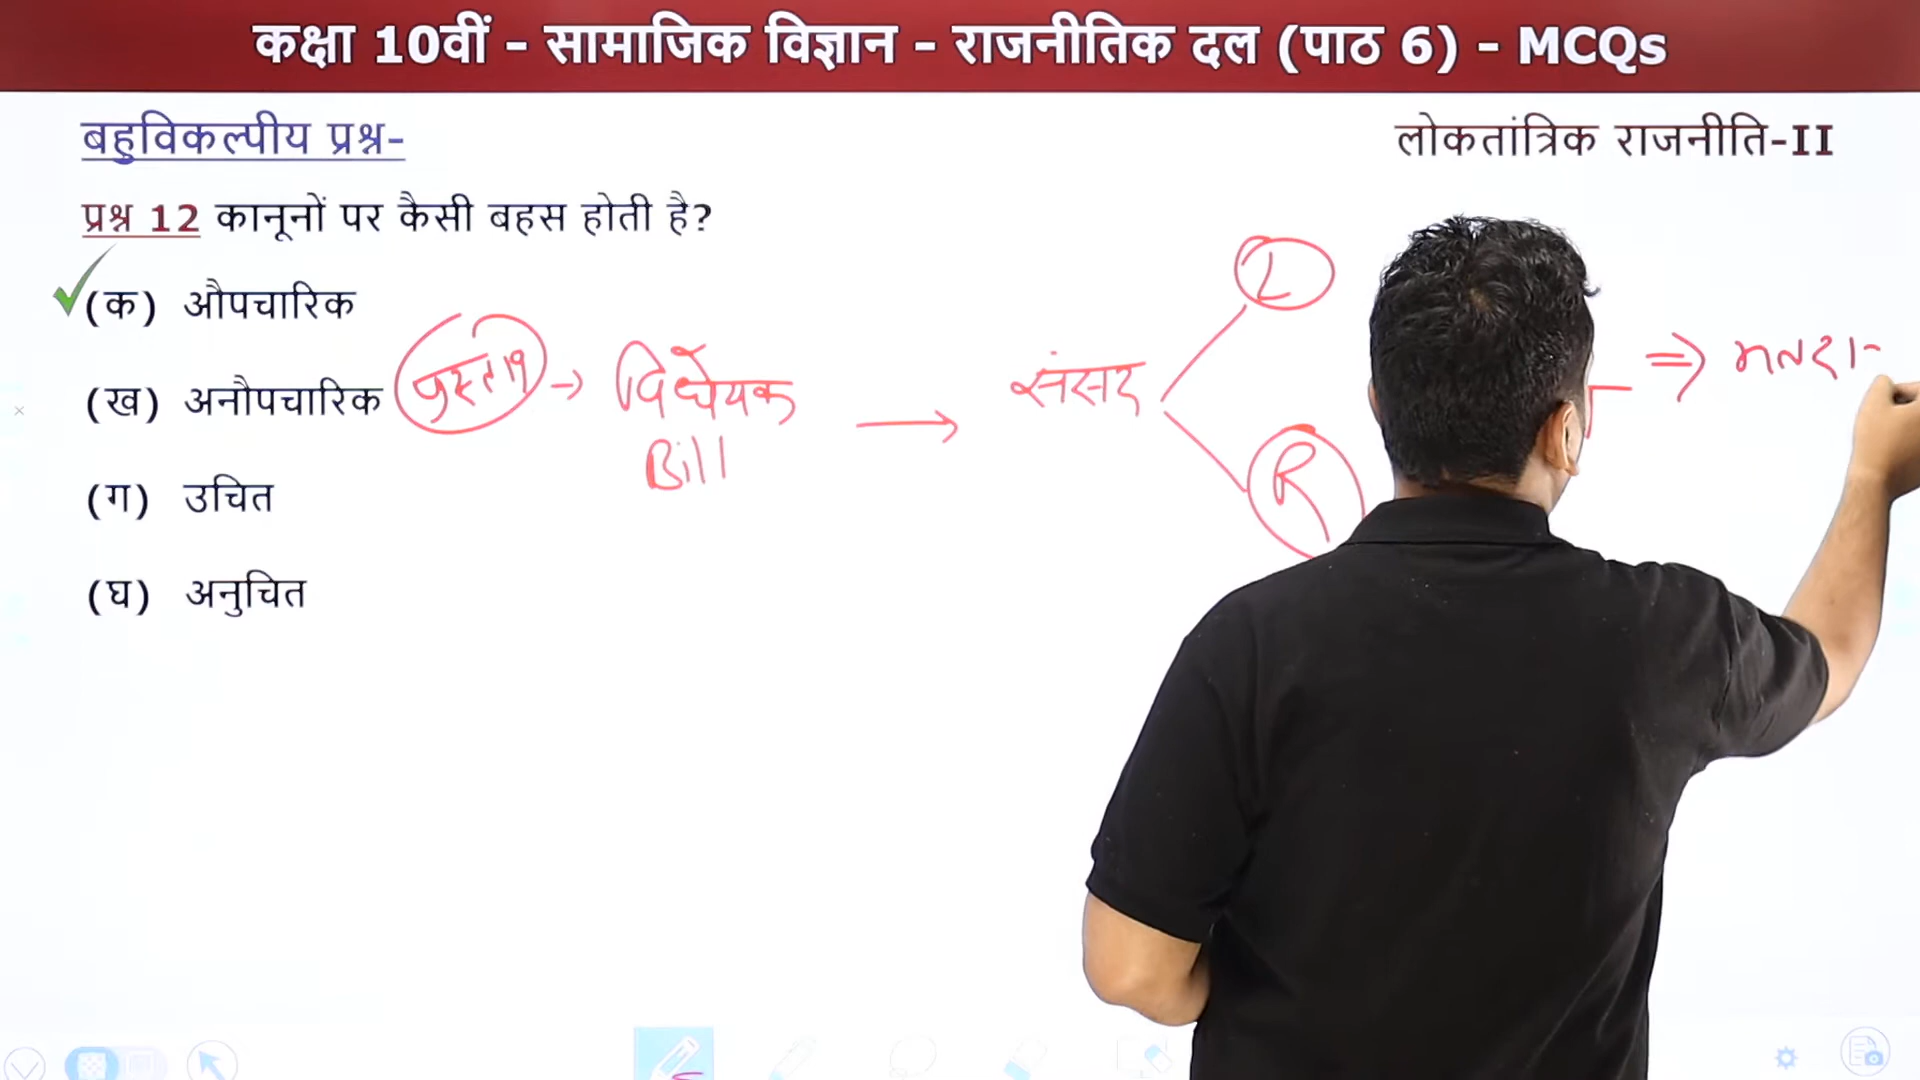 कक्षा 10वीं - सामाजिक विज्ञान - राजनीतिक दल (पाठ 6) - MCQs
बहुविकल्पीय प्रश्न-
लोकतांत्रिक राजनीति-II
प्रश्न 12 कानूनों पर कैसी बहस होती है?
(क) औपचारिक
(ख) अनौपचारिक
(ग) उचित
(घ) अनुचित
→ विधेयक
Bill
→ संसद
L
R
⇒ मतदा